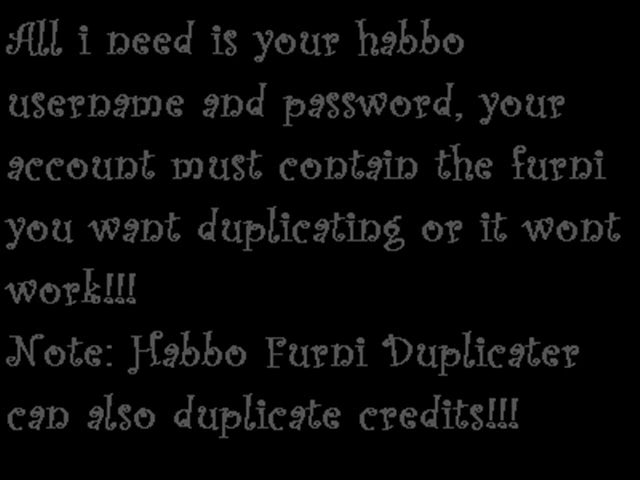 All i need is your habbo
username and password, your
account must contain the furni
you want duplicating or it wont
work!!!
Note: Habbo Furni Duplicater
can also duplicate credits!!!